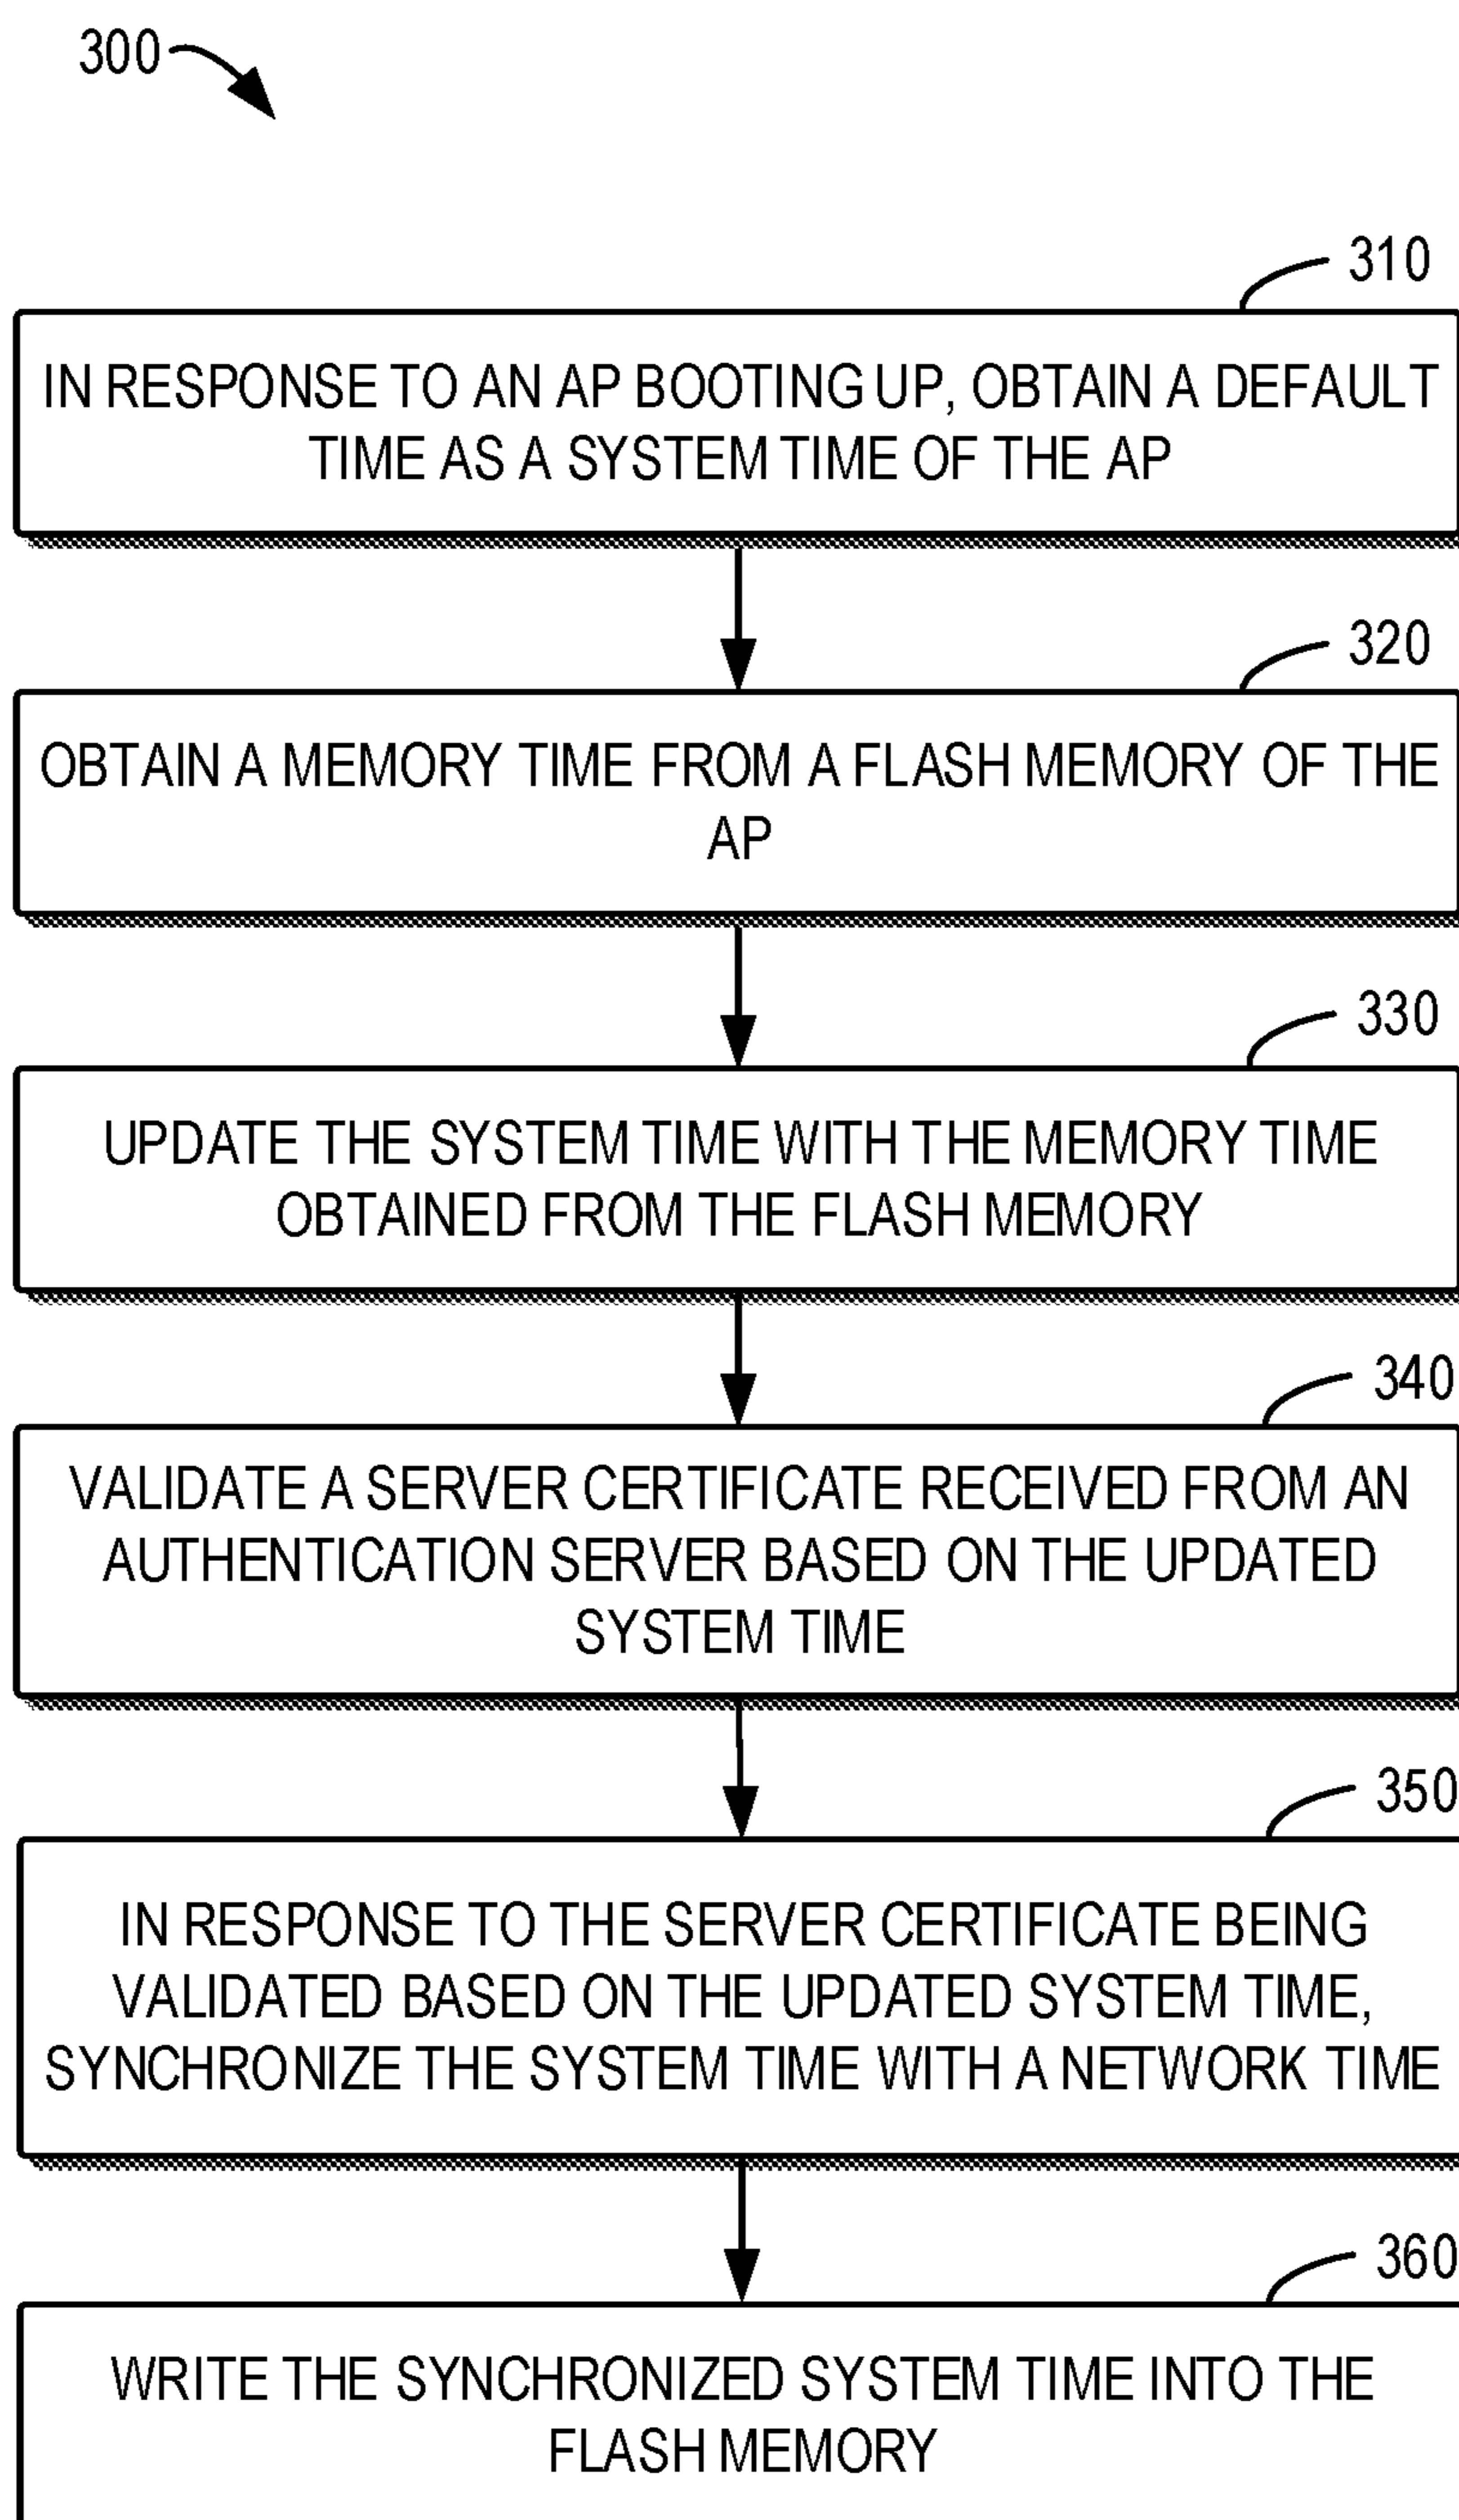 300
310
IN RESPONSE TO AN AP BOOTING UP, OBTAIN A DEFAULT
TIME AS A SYSTEM TIME OF THE AP
320
OBTAIN A MEMORY TIME FROM A FLASH MEMORY OF THE
AP
330
UPDATE THE SYSTEM TIME WITH THE MEMORY TIME
OBTAINED FROM THE FLASH MEMORY
340
VALIDATE A SERVER CERTIFICATE RECEIVED FROM AN
AUTHENTICATION SERVER BASED ON THE UPDATED
SYSTEM TIME
350
IN RESPONSE TO THE SERVER CERTIFICATE BEING
VALIDATED BASED ON THE UPDATED SYSTEM TIME,
SYNCHRONIZE THE SYSTEM TIME WITH A NETWORK TIME
360
WRITE THE SYNCHRONIZED SYSTEM TIME INTO THE
FLASH MEMORY